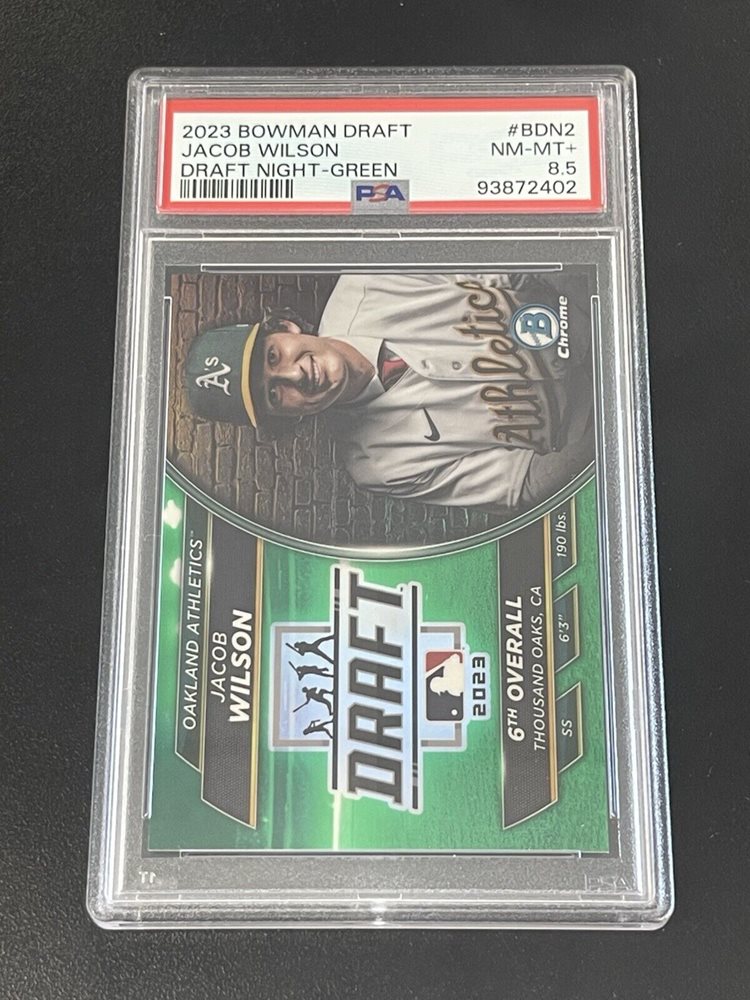 2023 BOWMAN DRAFT #BDN2
JACOB WILSON NM-MT+
DRAFT NIGHT-GREEN 8.5
PSA 93872402
A's
Athletics
B
Chrome
OAKLAND ATHLETICS™
JACOB
WILSON
DRAFT
2023
6TH OVERALL
THOUSAND OAKS, CA
SS 6'3" 190 lbs.